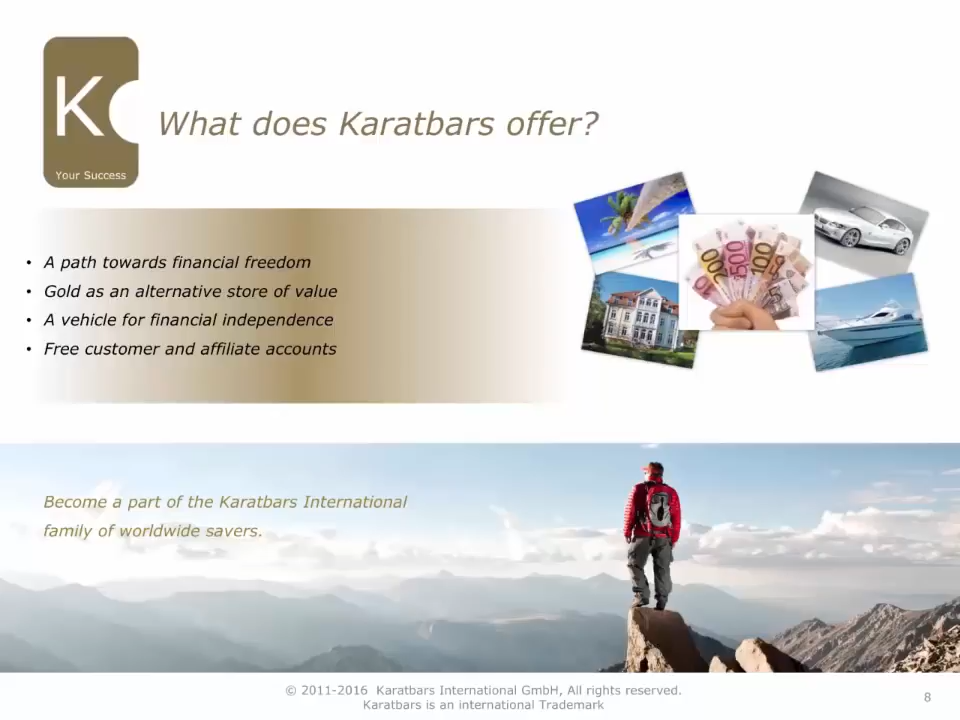 K
Your Success
What does Karatbars offer?
• A path towards financial freedom
• Gold as an alternative store of value
• A vehicle for financial independence
• Free customer and affiliate accounts
500
100
Become a part of the Karatbars International
family of worldwide savers.
© 2011-2016 Karatbars International GmbH, All rights reserved.
Karatbars is an international Trademark
8